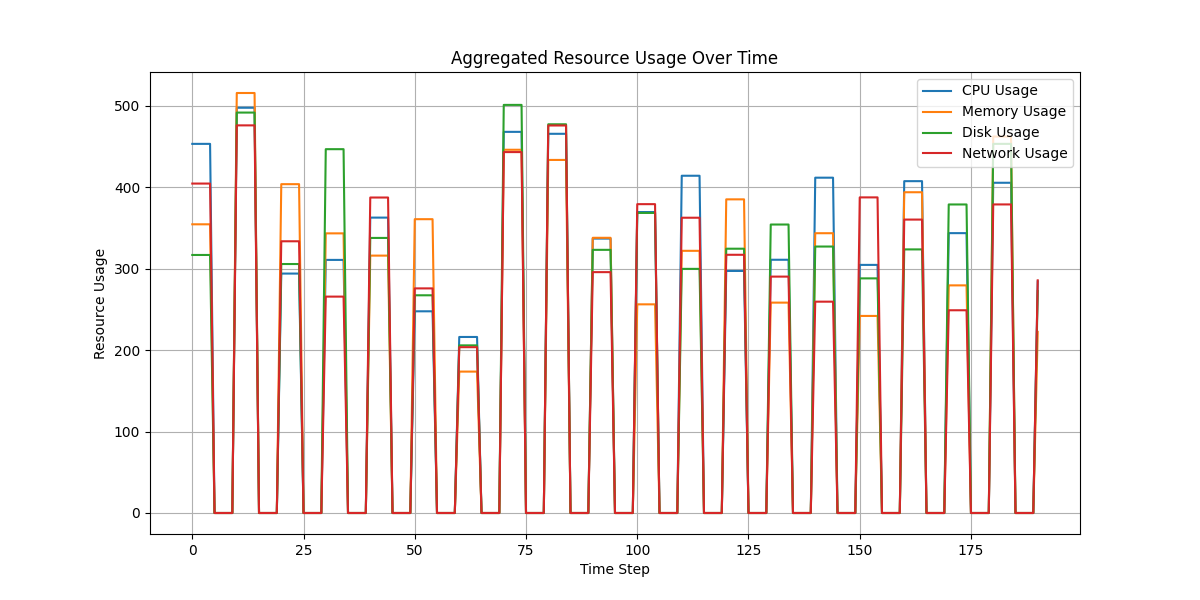 Aggregated Resource Usage Over Time
CPU Usage
Memory Usage
Disk Usage
Network Usage
Resource Usage
500
400
300
200
100
0
0 25 50 75 100 125 150 175
Time Step